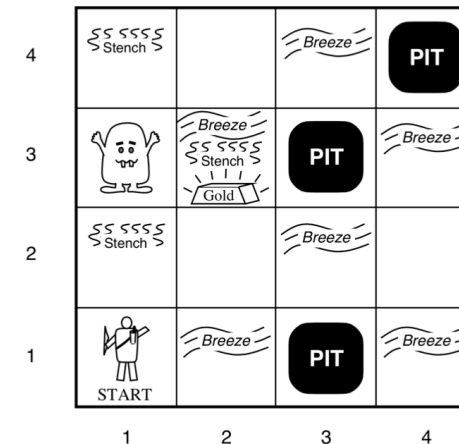 4
Stench
Breeze
PIT
3
Breeze
Stench
Gold
PIT
Breeze
2
Stench
Breeze
1
START
Breeze
PIT
Breeze
1 2 3 4